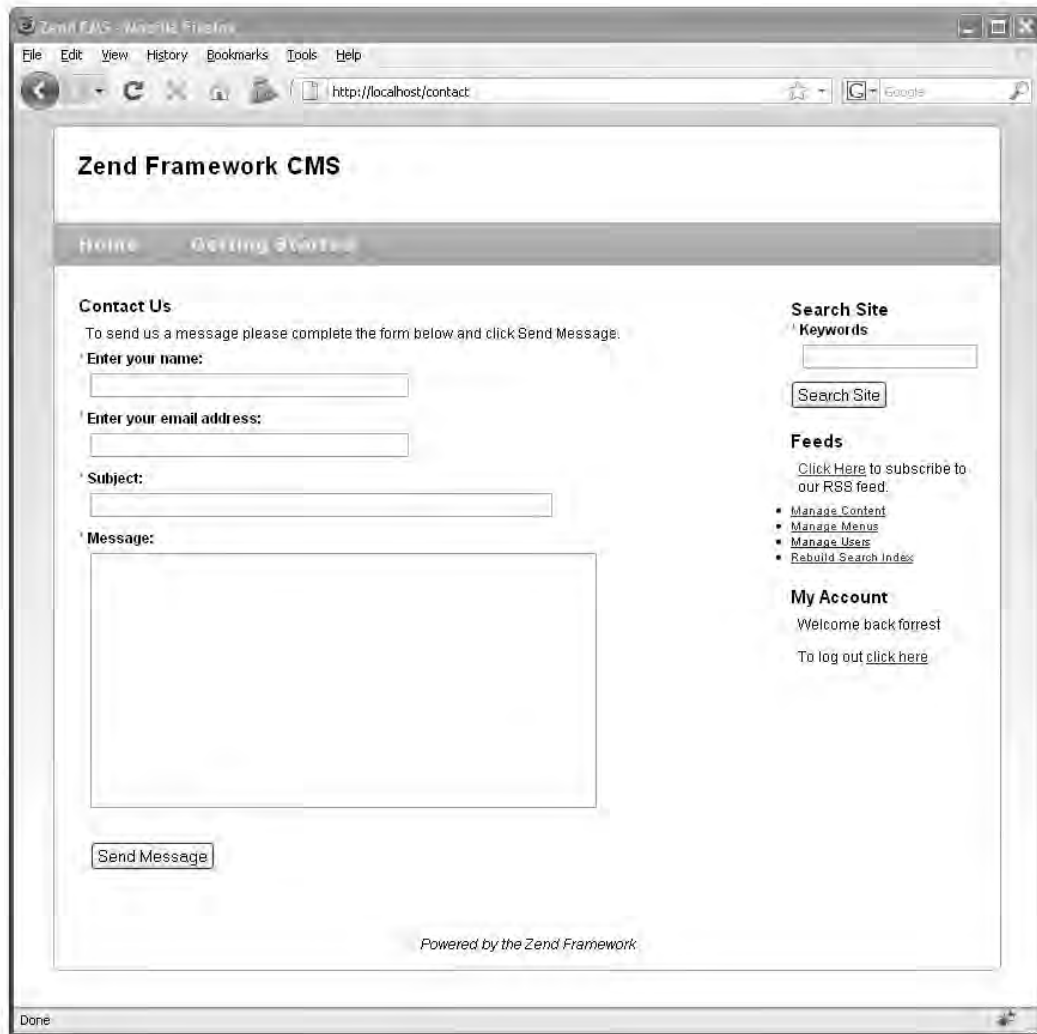 Zend CMS - Mozilla Firefox
File Edit View History Bookmarks Tools Help
http://localhost/contact
Google
Zend Framework CMS
Home Getting Started
Contact Us
To send us a message please complete the form below and click Send Message.
* Enter your name:
* Enter your email address:
* Subject:
* Message:
Send Message
Search Site
* Keywords
Search Site
Feeds
Click Here to subscribe to
our RSS feed.
Manage Content
Manage Menus
Manage Users
Rebuild Search Index
My Account
Welcome back forrest
To log out click here
Powered by the Zend Framework
Done